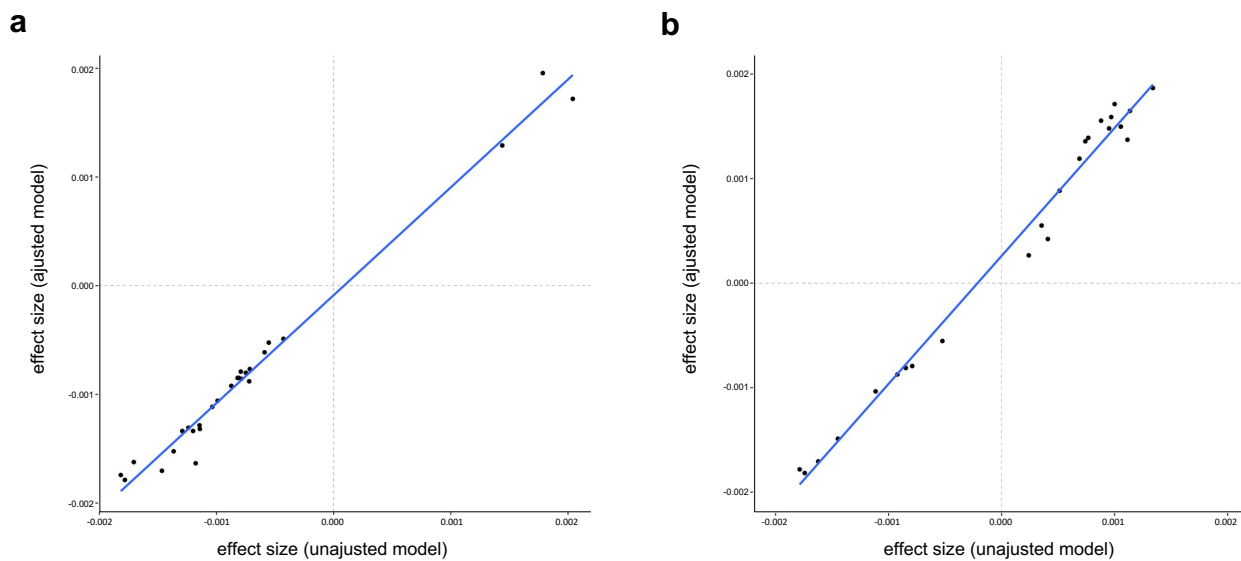 a
0.002
0.001
0.000
-0.001
-0.002
effect size (ajusted model)
-0.002 -0.001 0.000 0.001 0.002
effect size (unajusted model)
b
0.002
0.001
0.000
-0.001
-0.002
effect size (ajusted model)
-0.002 -0.001 0.000 0.001 0.002
effect size (unajusted model)